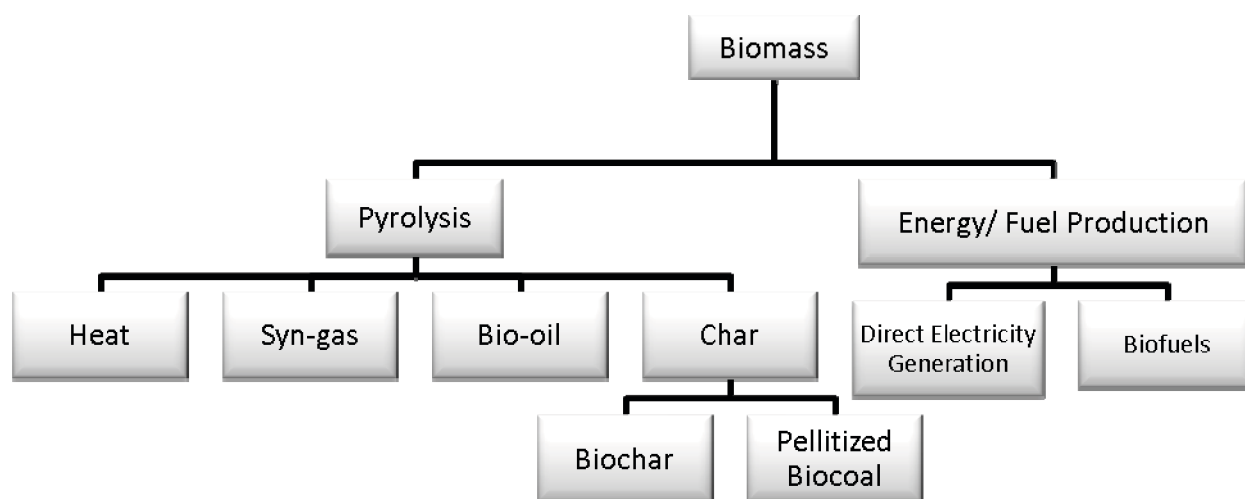 Biomass
Pyrolysis
Energy/ Fuel Production
Heat
Syn-gas
Bio-oil
Char
Direct Electricity
Generation
Biofuels
Biochar
Pellitized
Biocoal